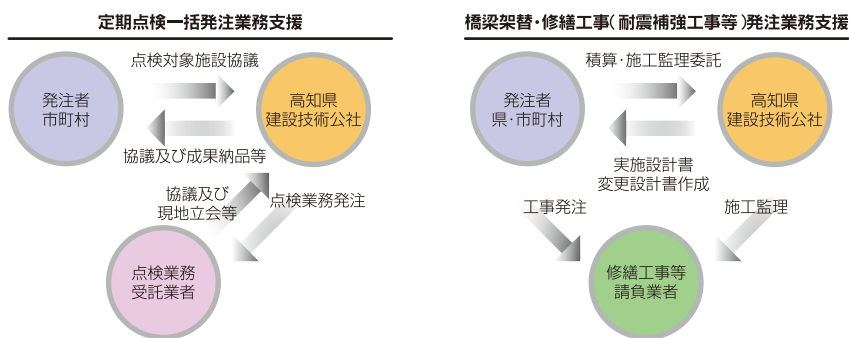 定期点検一括発注業務支援
点検対象施設協議
発注者
市町村
高知県
建設技術公社
協議及び成果納品等
協議及び
現地立会等
点検業務発注
点検業務
受託業者
橋梁架替・修繕工事(耐震補強工事等)発注業務支援
積算・施工監理委託
発注者
県・市町村
高知県
建設技術公社
実施設計書
変更設計書作成
工事発注
施工監理
修繕工事等
請負業者